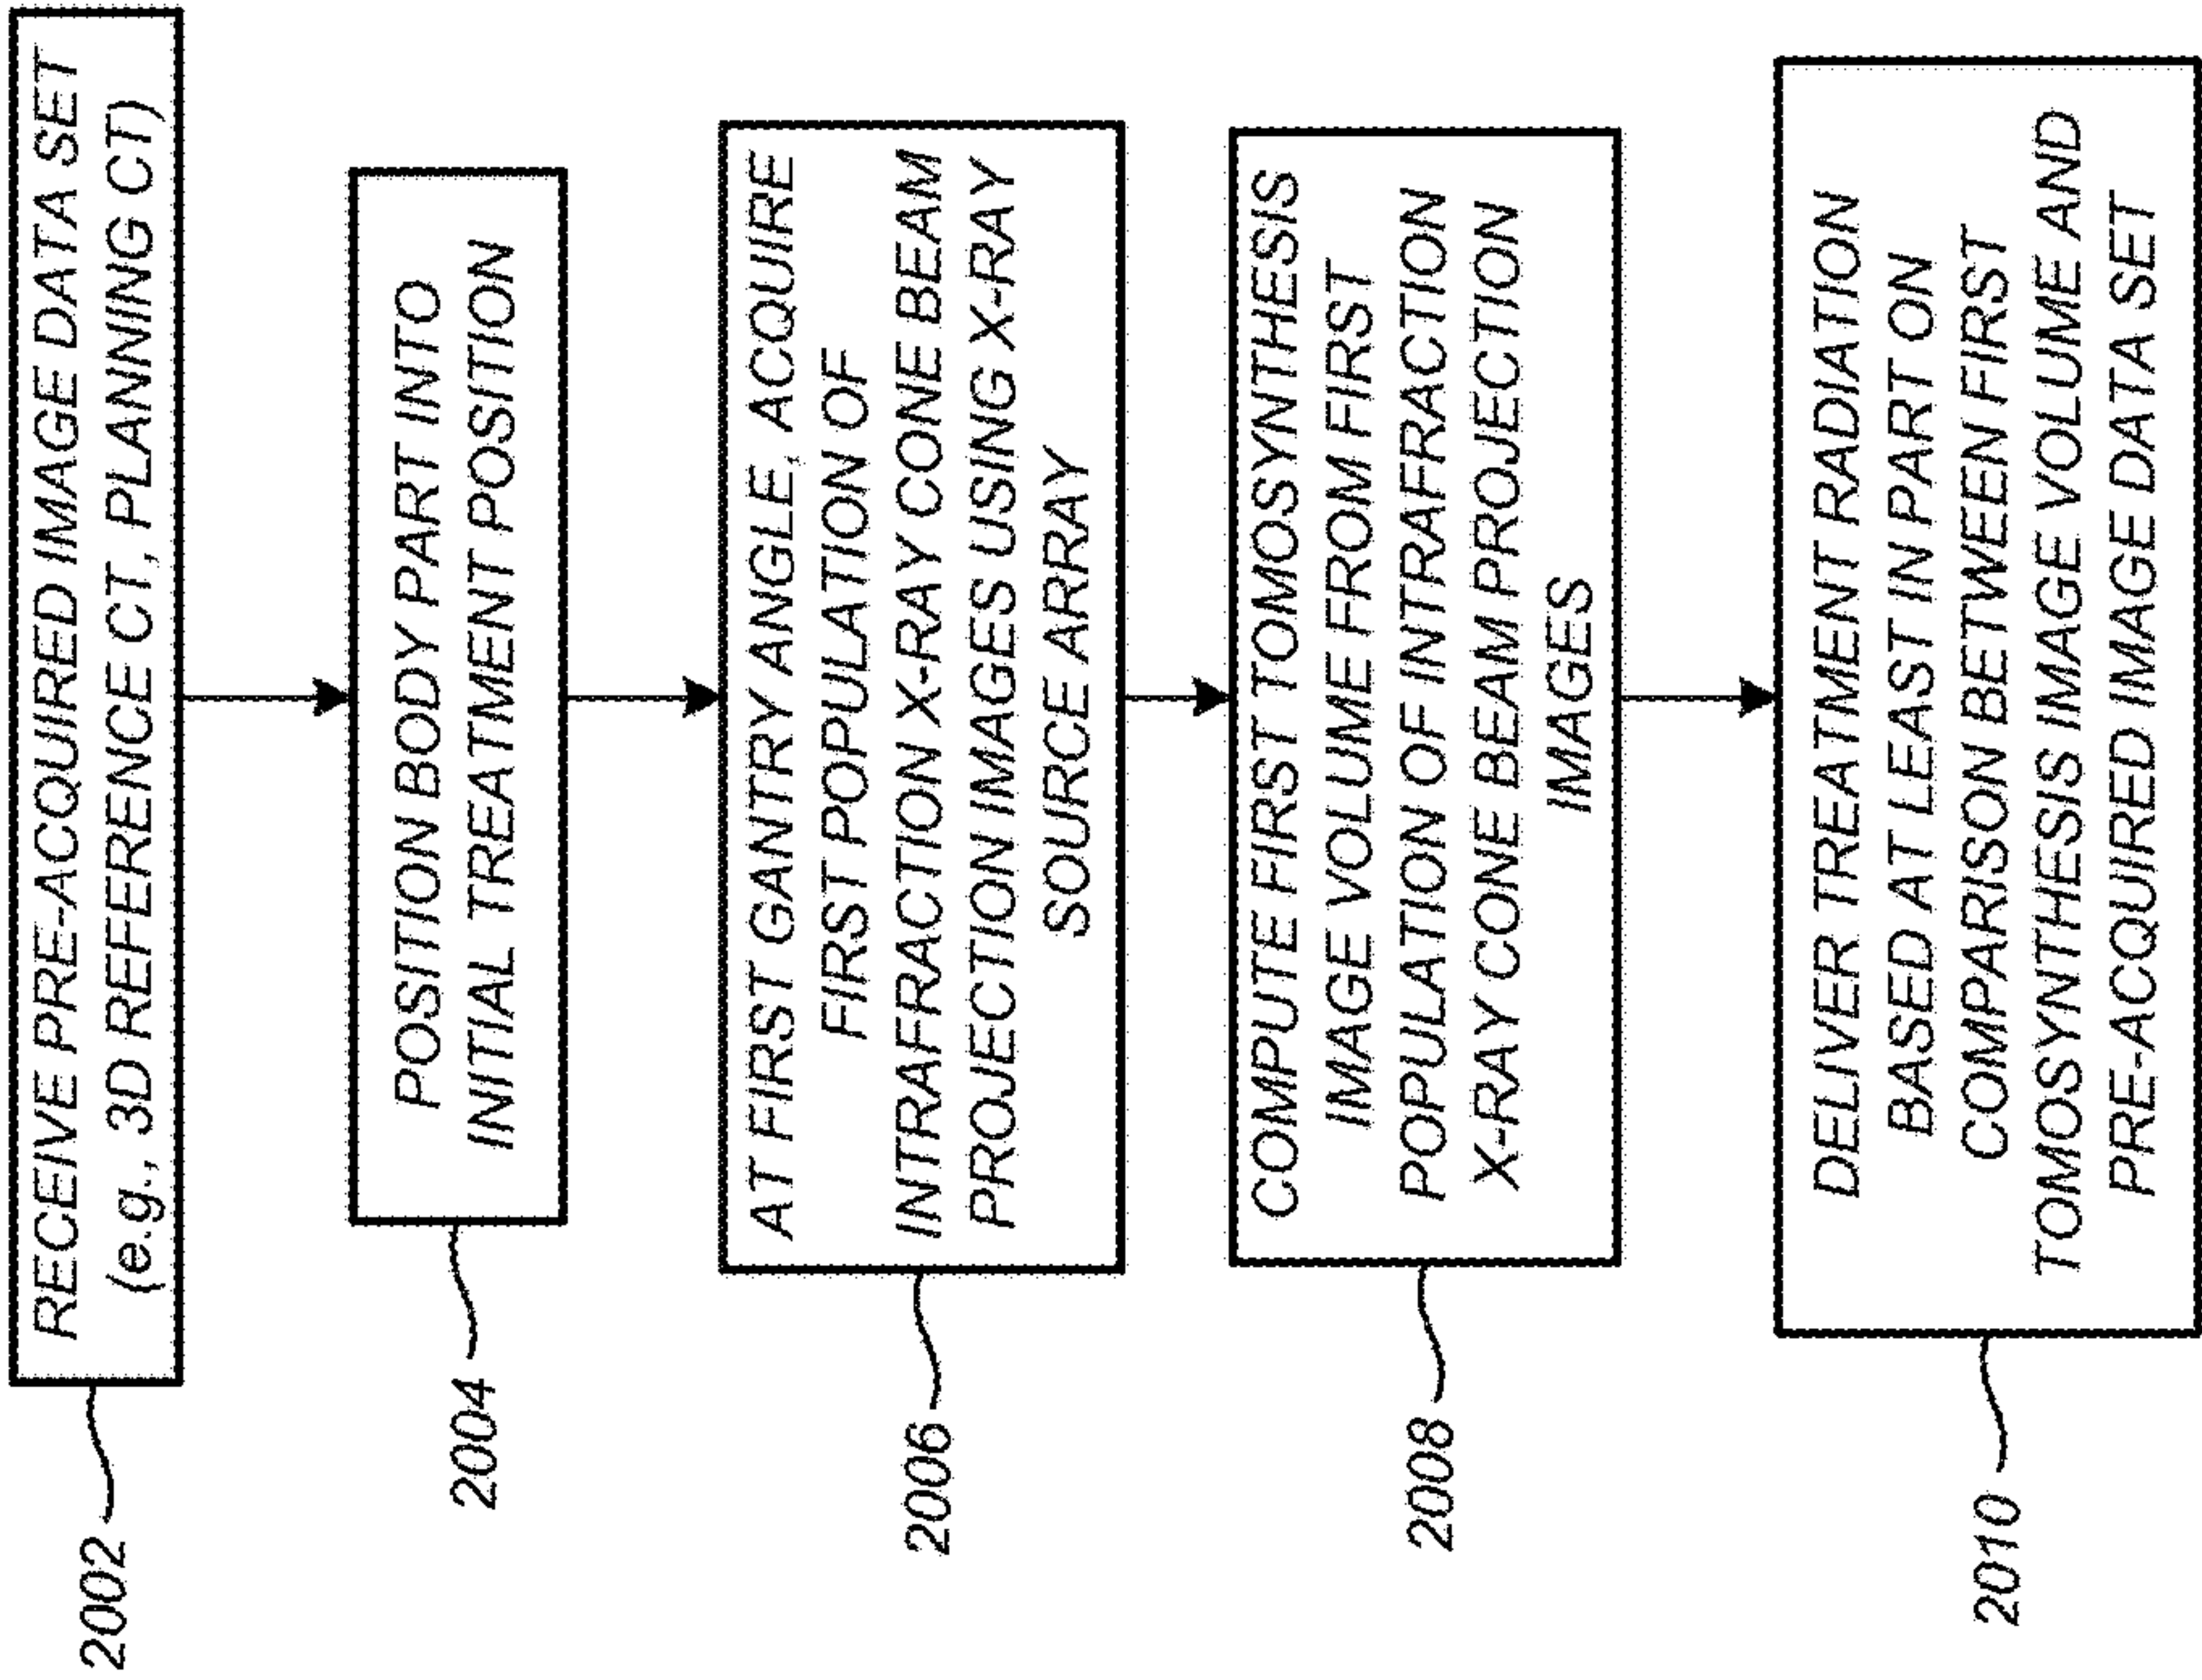 RECEIVE PRE-ACQUIRED IMAGE DATA SET
(e.g., 3D REFERENCE CT, PLANNING CT)
2002
POSITION BODY PART INTO
INITIAL TREATMENT POSITION
2004
AT FIRST GANTRY ANGLE, ACQUIRE
FIRST POPULATION OF
INTRAFRACTION X-RAY CONE BEAM
PROJECTION IMAGES USING X-RAY
SOURCE ARRAY
2006
COMPUTE FIRST TOMOSYNTHESIS
IMAGE VOLUME FROM FIRST
POPULATION OF INTRAFRACTION
X-RAY CONE BEAM PROJECTION
IMAGES
2008
DELIVER TREATMENT RADIATION
BASED AT LEAST IN PART ON
COMPARISON BETWEEN FIRST
TOMOSYNTHESIS IMAGE VOLUME AND
PRE-ACQUIRED IMAGE DATA SET
2010